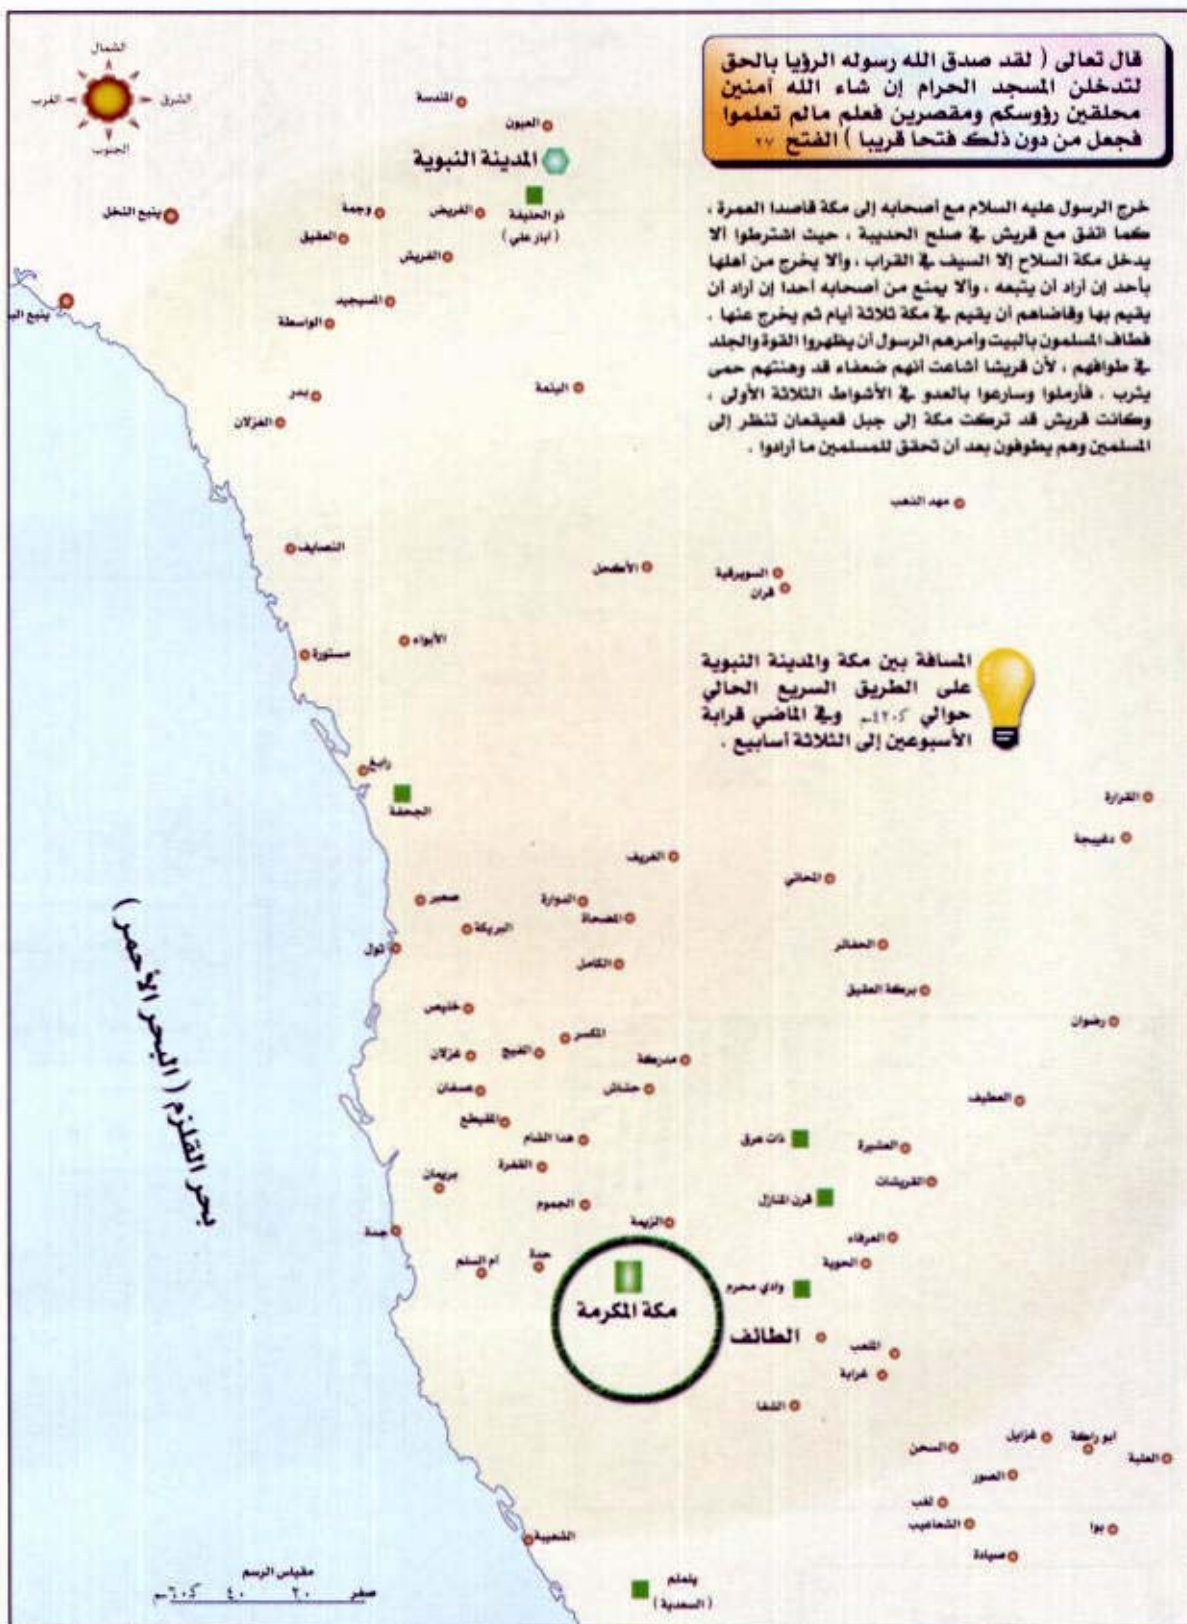 قال تعالى ( لقد صدق الله رسوله الرؤيا بالحق
لتدخلن المسجد الحرام إن شاء الله آمنين
محلقين رؤوسكم ومقصرين فعلم مالم تعلموا
فجعل من دون ذلك فتحا قريبا ) الفتح ٢٧
خرج الرسول عليه السلام مع أصحابه إلى مكة قاصدا العمرة ،
كما اتفق مع قريش في صلح الحديبية ، حيث اشترطوا ألا
يدخل مكة السلاح إلا السيف في القراب ، وألا يخرج من أهلها
بأحد إن أراد أن يتبعه ، وألا يمنع من أصحابه أحدا إن أراد أن
يقيم بها وقاضاهم أن يقيم في مكة ثلاثة أيام ثم يخرج عنها .
فطاف المسلمون بالبيت وأمرهم الرسول أن يظهروا القوة والجلد
في طوافهم ، لأن قريشا أشاعت أنهم ضعفاء قد وهنتهم حمى
يثرب . فأرملوا وسارعوا بالعدو في الأشواط الثلاثة الأولى ،
وكانت قريش قد تركت مكة إلى جبل قعيقعان تنظر إلى
المسلمين وهم يطوفون بعد أن تحقق للمسلمين ما أرادوا .
الشمال
الشرق
الغرب
الجنوب
المندسة
العيون
المدينة النبوية
ذو الحليفة
( آبار علي )
الغريض
وجمة
ينبع النخل
العقيق
الفريش
المسيجيد
الواسطة
اليتمة
بدر
الغزلان
مهد الذهب
النصايف
الأكحل
السويرقية
قران
الأبواء
مستورة
المسافة بين مكة والمدينة النبوية
على الطريق السريع الحالي
حوالي ٤٢٠كم وفي الماضي قرابة
الأسبوعين إلى الثلاثة أسابيع .
رابغ
الجحفة
القرارة
دغيبجة
الغريف
المحاني
صعبر
الدوارة
المضحاة
البريكة
ثول
الحفائر
الكامل
بركة العقيق
خليص
رضوان
المكسر
الفيج
غزلان
مدركة
حشاش
عسفان
العطيف
المقيطع
هدا الشام
ذات عرق
العشيرة
القفرة
بريمان
القريشات
قرن المنازل
الجموم
الزيمة
جدة
العرفاء
الحوية
حدة
أم السلم
وادي محرم
مكة المكرمة
الطائف
الملعب
غرابة
الشفا
أبو راكة
غزايل
السحن
العلبة
الصور
لغب
الشعاعيب
بوا
صيادة
الشعيبة
يلملم
( السعدية )
بحر القلزم ( البحر الأحمر )
مقياس الرسم
صفر ٢٠ ٤٠ ٦٠كم